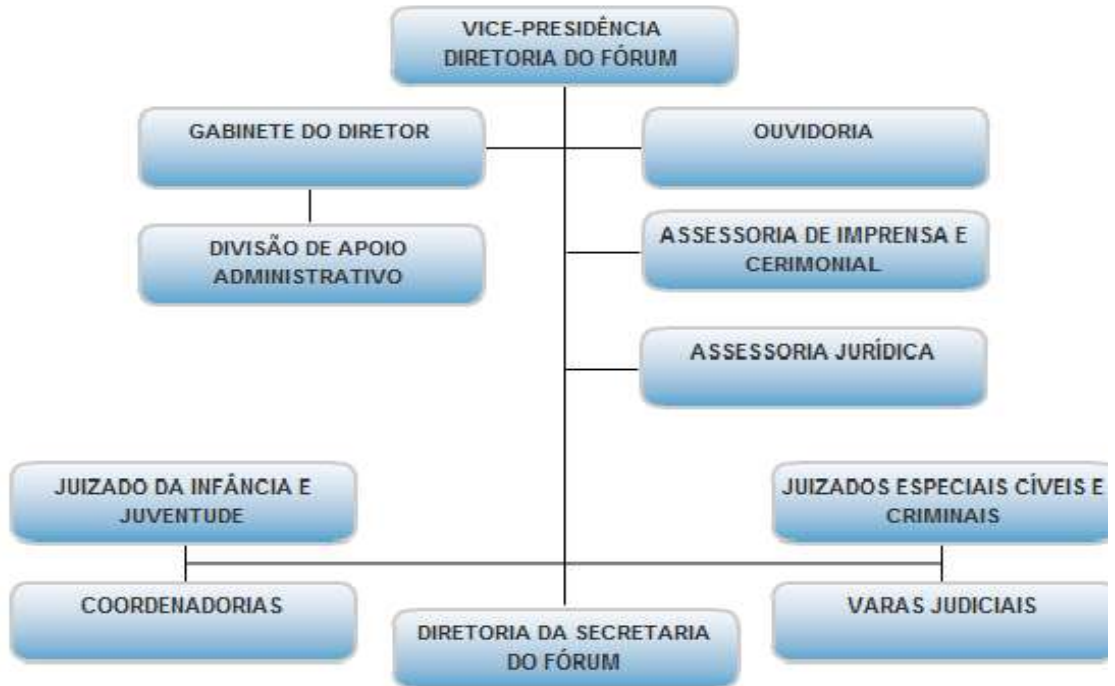 VICE-PRESIDÊNCIA
DIRETORIA DO FÓRUM
GABINETE DO DIRETOR
OUVIDORIA
DIVISÃO DE APOIO
ADMINISTRATIVO
ASSESSORIA DE IMPRENSA E
CERIMONIAL
ASSESSORIA JURÍDICA
JUIZADO DA INFÂNCIA E
JUVENTUDE
JUIZADOS ESPECIAIS CÍVEIS E
CRIMINAIS
COORDENADORIAS
DIRETORIA DA SECRETARIA
DO FÓRUM
VARAS JUDICIAIS